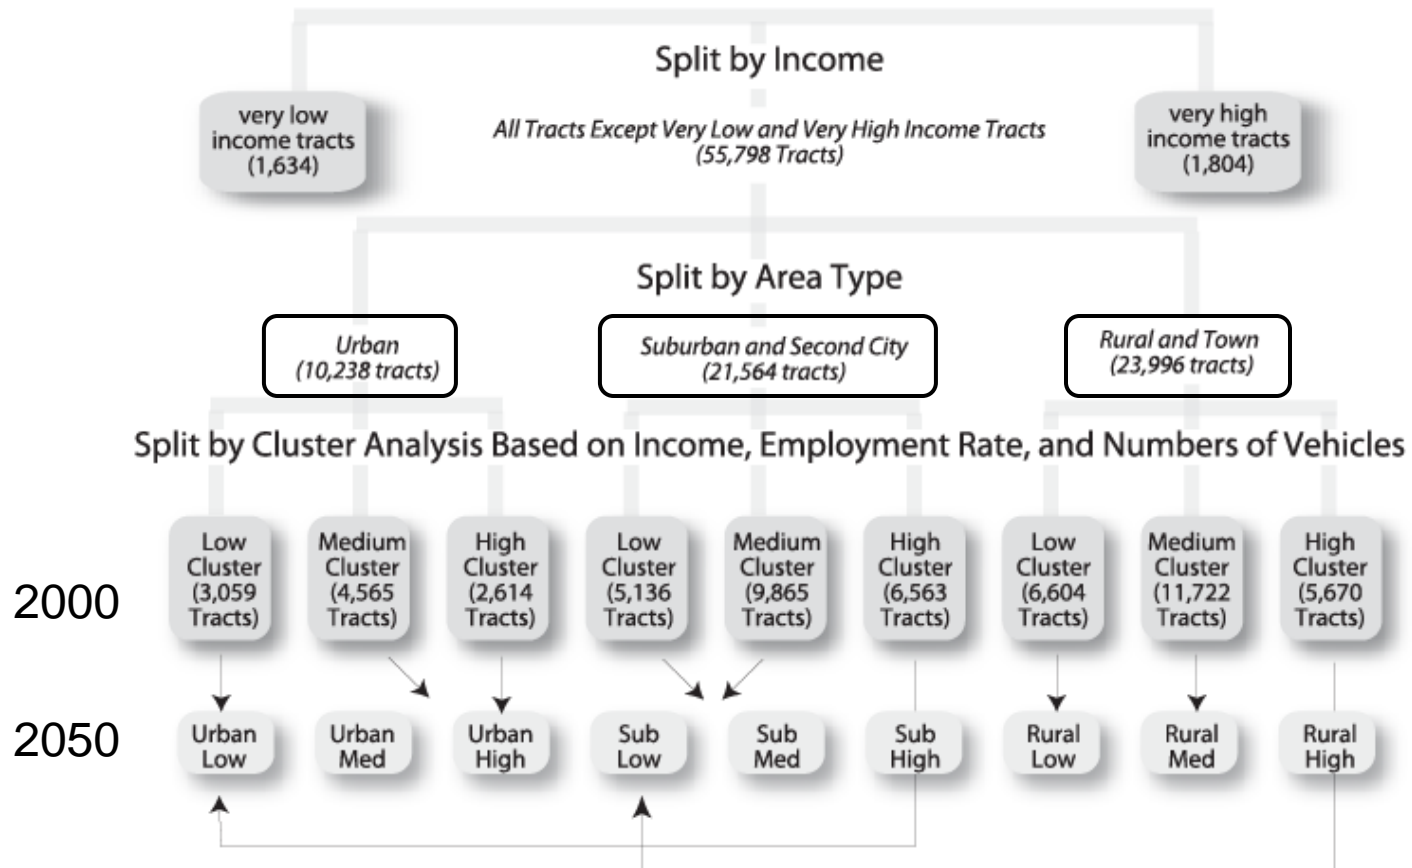 Split by Income
very low
income tracts
(1,634)
All Tracts Except Very Low and Very High Income Tracts
(55,798 Tracts)
very high
income tracts
(1,804)
Split by Area Type
Urban
(10,238 tracts)
Suburban and Second City
(21,564 tracts)
Rural and Town
(23,996 tracts)
Split by Cluster Analysis Based on Income, Employment Rate, and Numbers of Vehicles
2000
Low
Cluster
(3,059
Tracts)
Medium
Cluster
(4,565
Tracts)
High
Cluster
(2,614
Tracts)
Low
Cluster
(5,136
Tracts)
Medium
Cluster
(9,865
Tracts)
High
Cluster
(6,563
Tracts)
Low
Cluster
(6,604
Tracts)
Medium
Cluster
(11,722
Tracts)
High
Cluster
(5,670
Tracts)
2050
Urban
Low
Urban
Med
Urban
High
Sub
Low
Sub
Med
Sub
High
Rural
Low
Rural
Med
Rural
High